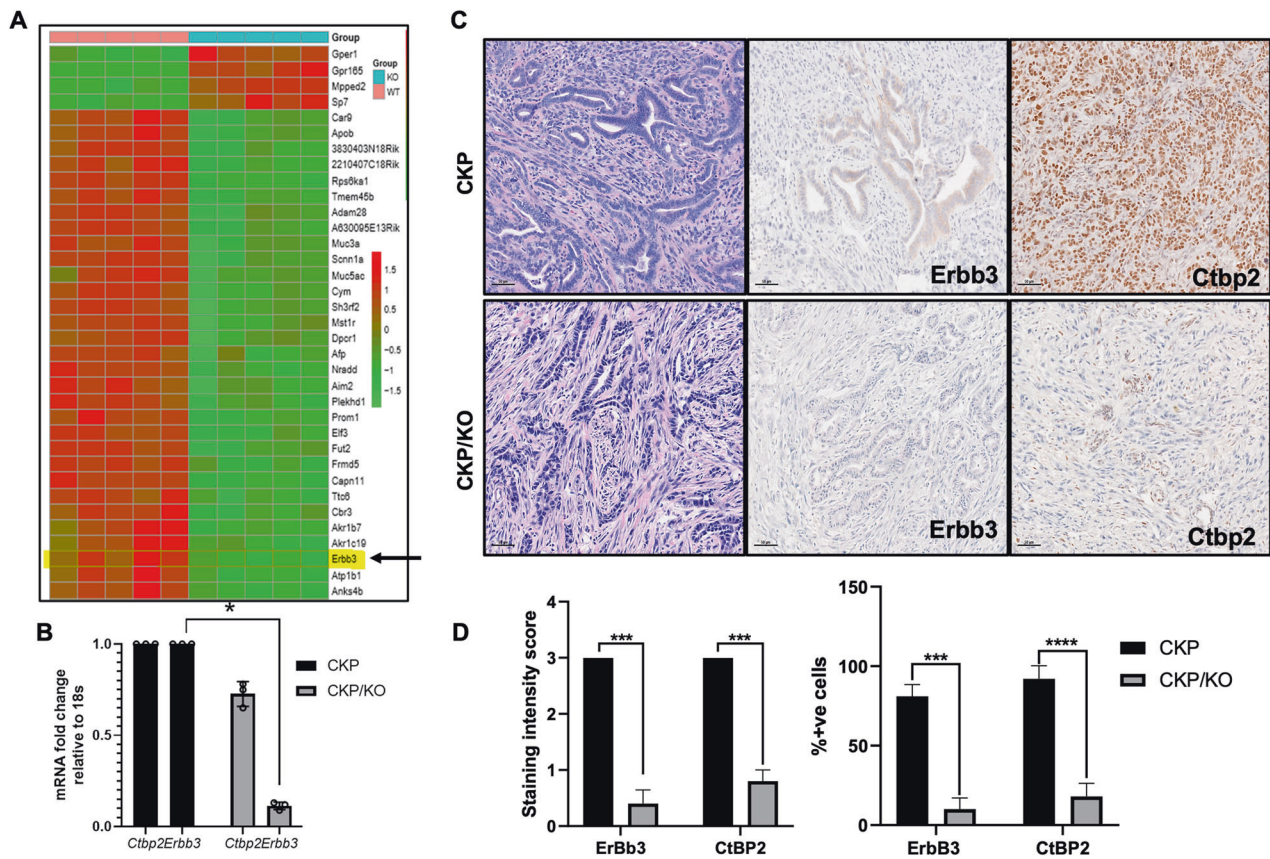 A
Group
Group
KO
WT
Gper1
Gpr165
Mpped2
Sp7
Car9
Apob
3830403N18Rik
2210407C18Rik
Rps6ka1
Tmem45b
Adam28
A630095E13Rik
Muc3a
Scnn1a
Muc5ac
Cym
Sh3rf2
Mst1r
Dpcr1
Afp
Nradd
Aim2
Plekhd1
Prom1
Elf3
Fut2
Frmd5
Capn11
Ttc6
Cbr3
Akr1b7
Akr1c19
Erbb3
Atp1b1
Anks4b
1.5
1
0.5
0
−0.5
−1
−1.5
B
*
mRNA fold change
relative to 18s
1.0
0.5
0.0
Ctbp2Erbb3
Ctbp2Erbb3
CKP
CKP/KO
C
CKP
Erbb3
Ctbp2
CKP/KO
Erbb3
Ctbp2
D
Staining intensity score
4
3
2
1
0
***
***
ErBb3
CtBP2
%+ve cells
150
100
50
0
***
****
ErbB3
CtBP2
CKP
CKP/KO